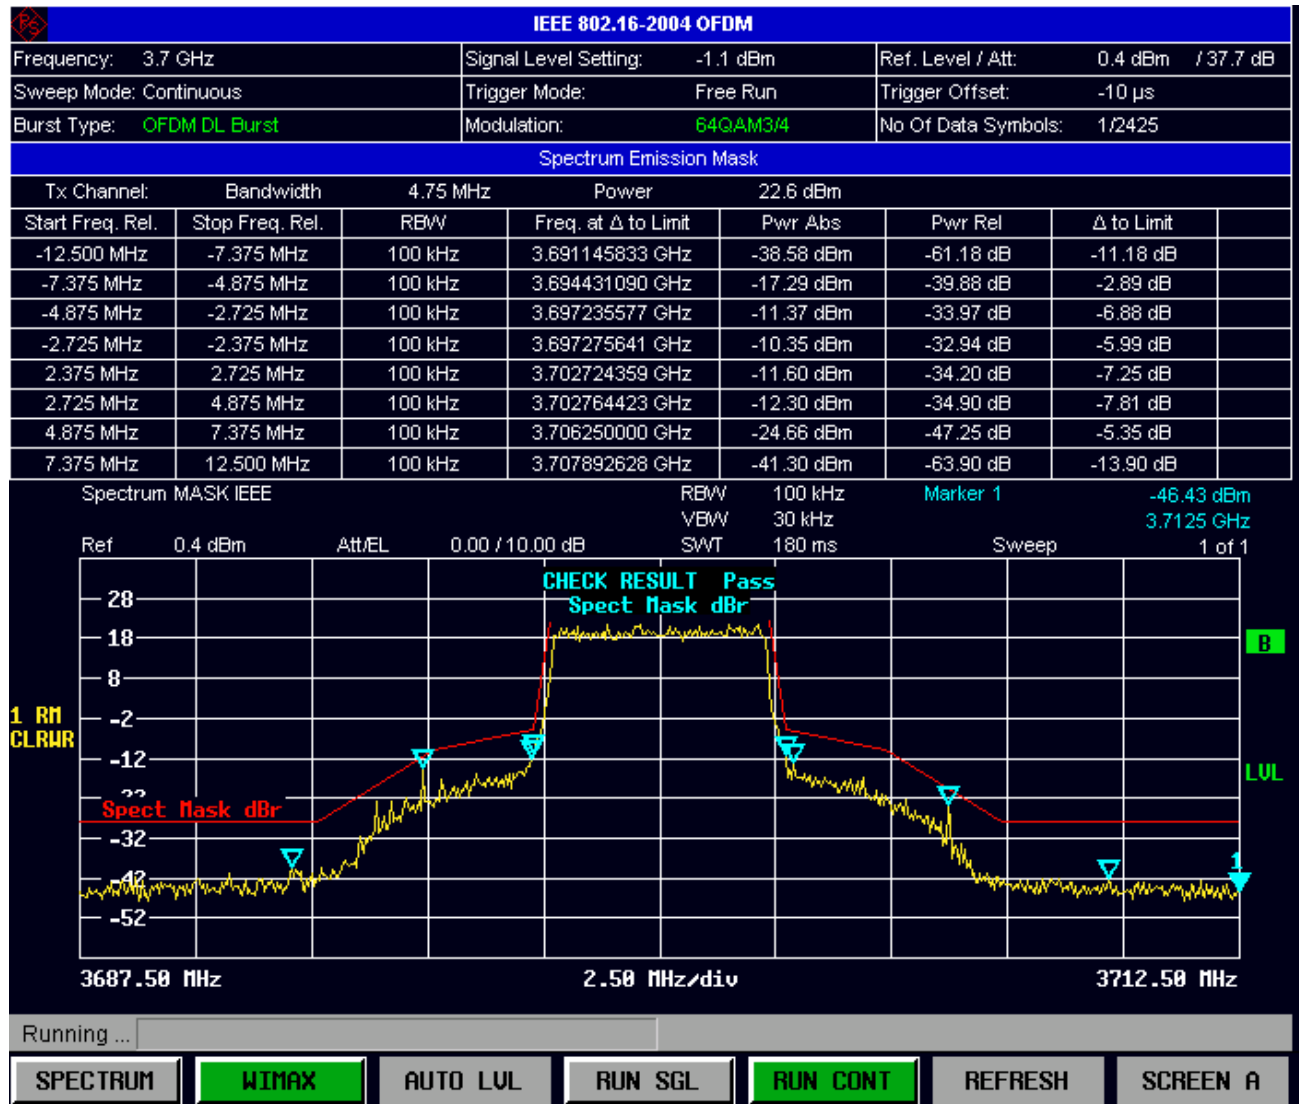 IEEE 802.16-2004 OFDM
Frequency: 3.7 GHz Signal Level Setting: -1.1 dBm Ref. Level / Att: 0.4 dBm / 37.7 dB
Sweep Mode: Continuous Trigger Mode: Free Run Trigger Offset: -10 µs
Burst Type: OFDM DL Burst Modulation: 64QAM3/4 No Of Data Symbols: 1/2425
Spectrum Emission Mask
Tx Channel: Bandwidth 4.75 MHz Power 22.6 dBm
Start Freq. Rel. Stop Freq. Rel. RBW Freq. at Δ to Limit Pwr Abs Pwr Rel Δ to Limit
-12.500 MHz -7.375 MHz 100 kHz 3.691145833 GHz -38.58 dBm -61.18 dB -11.18 dB
-7.375 MHz -4.875 MHz 100 kHz 3.694431090 GHz -17.29 dBm -39.88 dB -2.89 dB
-4.875 MHz -2.725 MHz 100 kHz 3.697235577 GHz -11.37 dBm -33.97 dB -6.88 dB
-2.725 MHz -2.375 MHz 100 kHz 3.697275641 GHz -10.35 dBm -32.94 dB -5.99 dB
2.375 MHz 2.725 MHz 100 kHz 3.702724359 GHz -11.60 dBm -34.20 dB -7.25 dB
2.725 MHz 4.875 MHz 100 kHz 3.702764423 GHz -12.30 dBm -34.90 dB -7.81 dB
4.875 MHz 7.375 MHz 100 kHz 3.706250000 GHz -24.66 dBm -47.25 dB -5.35 dB
7.375 MHz 12.500 MHz 100 kHz 3.707892628 GHz -41.30 dBm -63.90 dB -13.90 dB
Spectrum MASK IEEE RBW 100 kHz Marker 1 -46.43 dBm
VBW 30 kHz 3.7125 GHz
Ref 0.4 dBm Att/EL 0.00 / 10.00 dB SWT 180 ms Sweep 1 of 1
CHECK RESULT Pass
28 Spect Mask dBr
18 B
8
1 RM -2
CLRWR
-12
LVL
Spect Mask dBr
-32
1
-42
-52
3687.50 MHz 2.50 MHz/div 3712.50 MHz
Running ...
SPECTRUM WIMAX AUTO LVL RUN SGL RUN CONT REFRESH SCREEN A